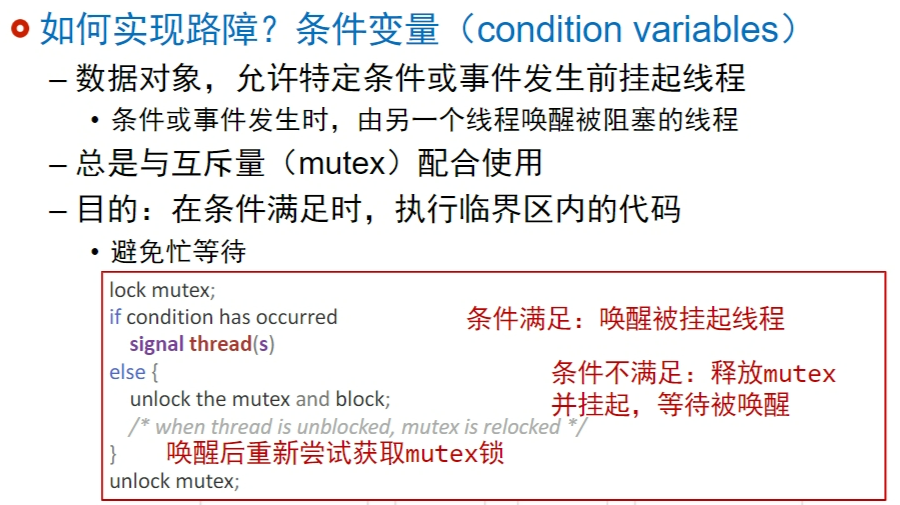 如何实现路障？条件变量（condition variables）
– 数据对象，允许特定条件或事件发生前挂起线程
• 条件或事件发生时，由另一个线程唤醒被阻塞的线程
– 总是与互斥量（mutex）配合使用
– 目的：在条件满足时，执行临界区内的代码
• 避免忙等待
lock mutex;
if condition has occurred
条件满足：唤醒被挂起线程
signal thread(s)
else {
条件不满足：释放mutex
unlock the mutex and block;
并挂起，等待被唤醒
/* when thread is unblocked, mutex is relocked */
} 唤醒后重新尝试获取mutex锁
unlock mutex;